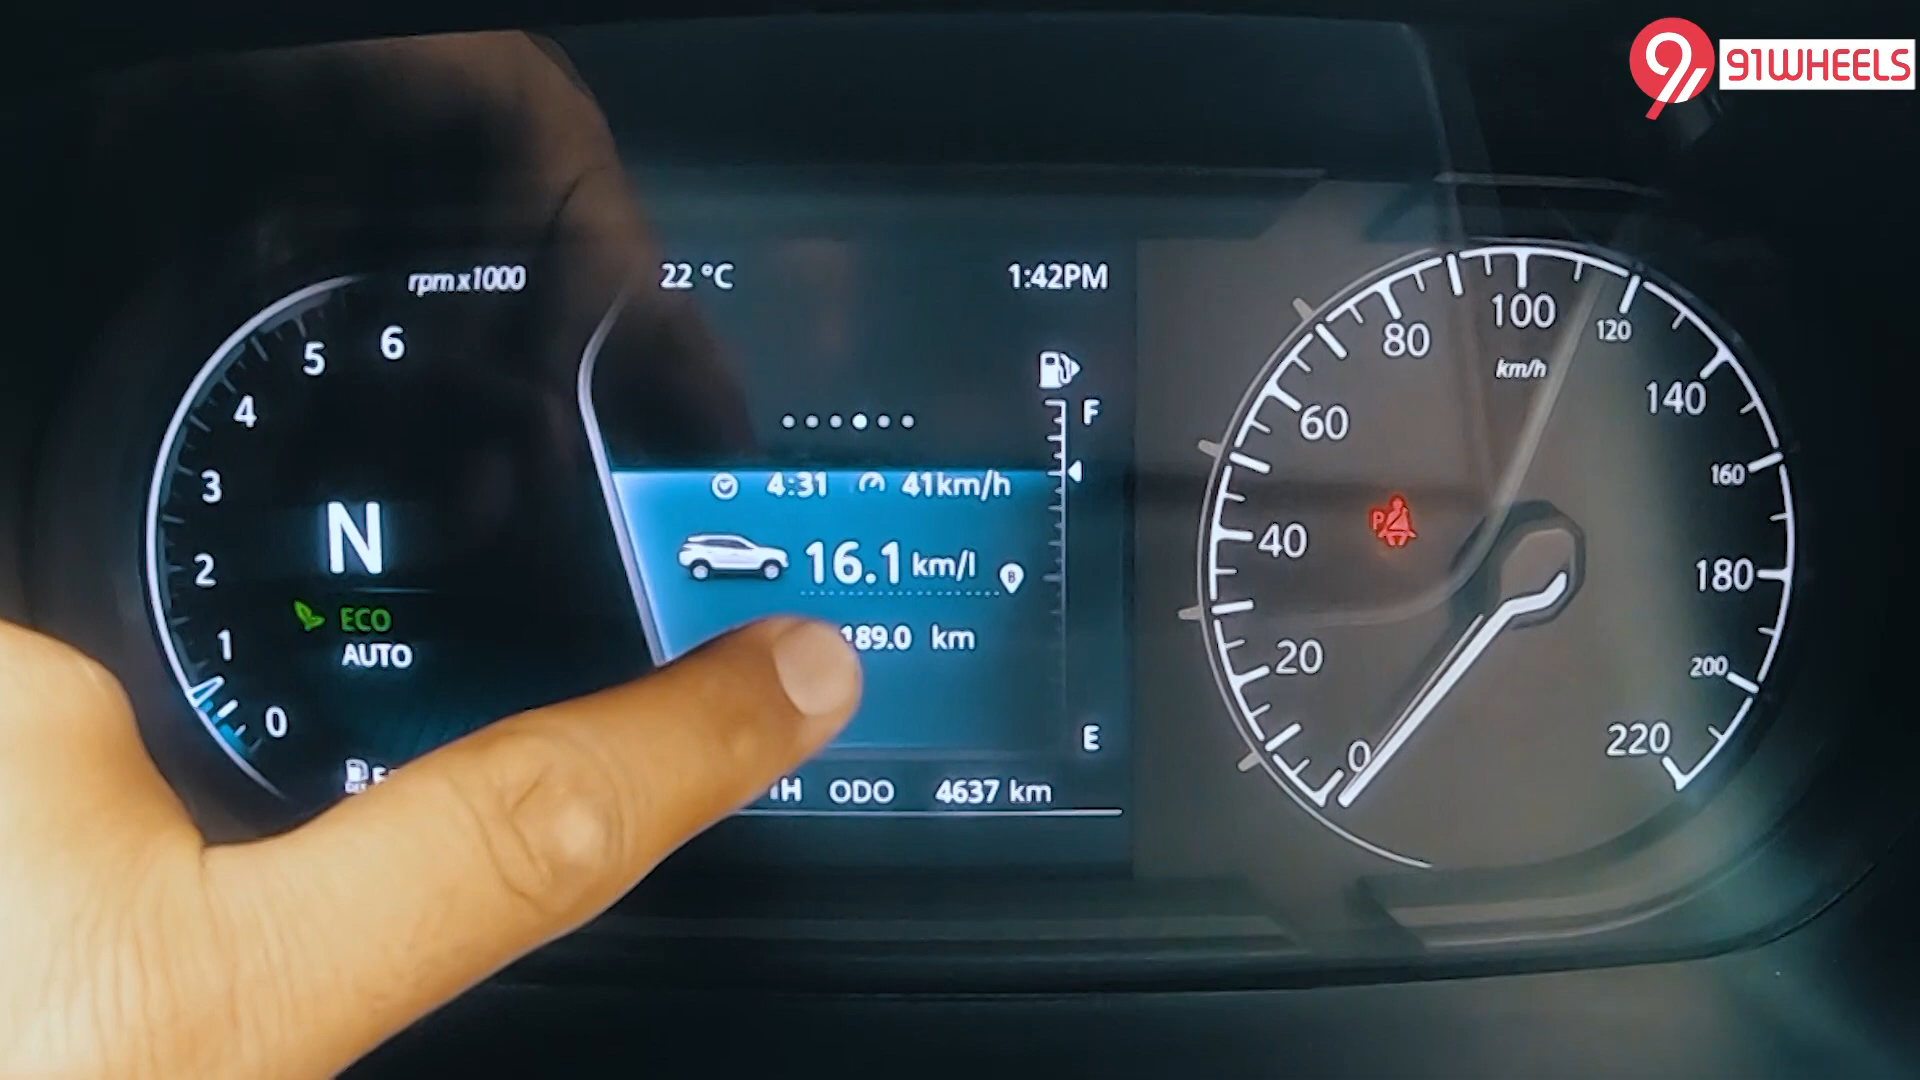 91WHEELS
rpm x1000
22 °C
1:42PM
6
5
4
3
2
1
0
N
ECO
AUTO
F
4:31
41km/h
16.1 km/l
B
189.0 km
E
ODO 4637 km
0
20
40
60
80
100
120
140
160
180
200
220
km/h
P